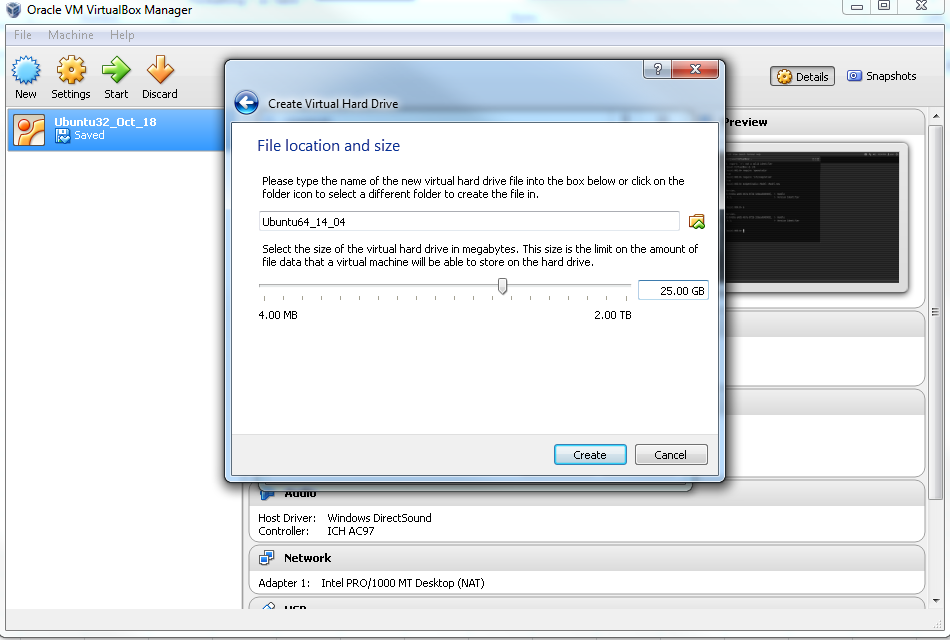 Oracle VM VirtualBox Manager
File Machine Help
New Settings Start Discard
Details Snapshots
Ubuntu32_Oct_18
Saved
Preview
?
Create Virtual Hard Drive
File location and size
Please type the name of the new virtual hard drive file into the box below or click on the
folder icon to select a different folder to create the file in.
Ubuntu64_14_04
Select the size of the virtual hard drive in megabytes. This size is the limit on the amount of
file data that a virtual machine will be able to store on the hard drive.
25.00 GB
4.00 MB 2.00 TB
Create Cancel
Audio
Host Driver: Windows DirectSound
Controller: ICH AC97
Network
Adapter 1: Intel PRO/1000 MT Desktop (NAT)
USB